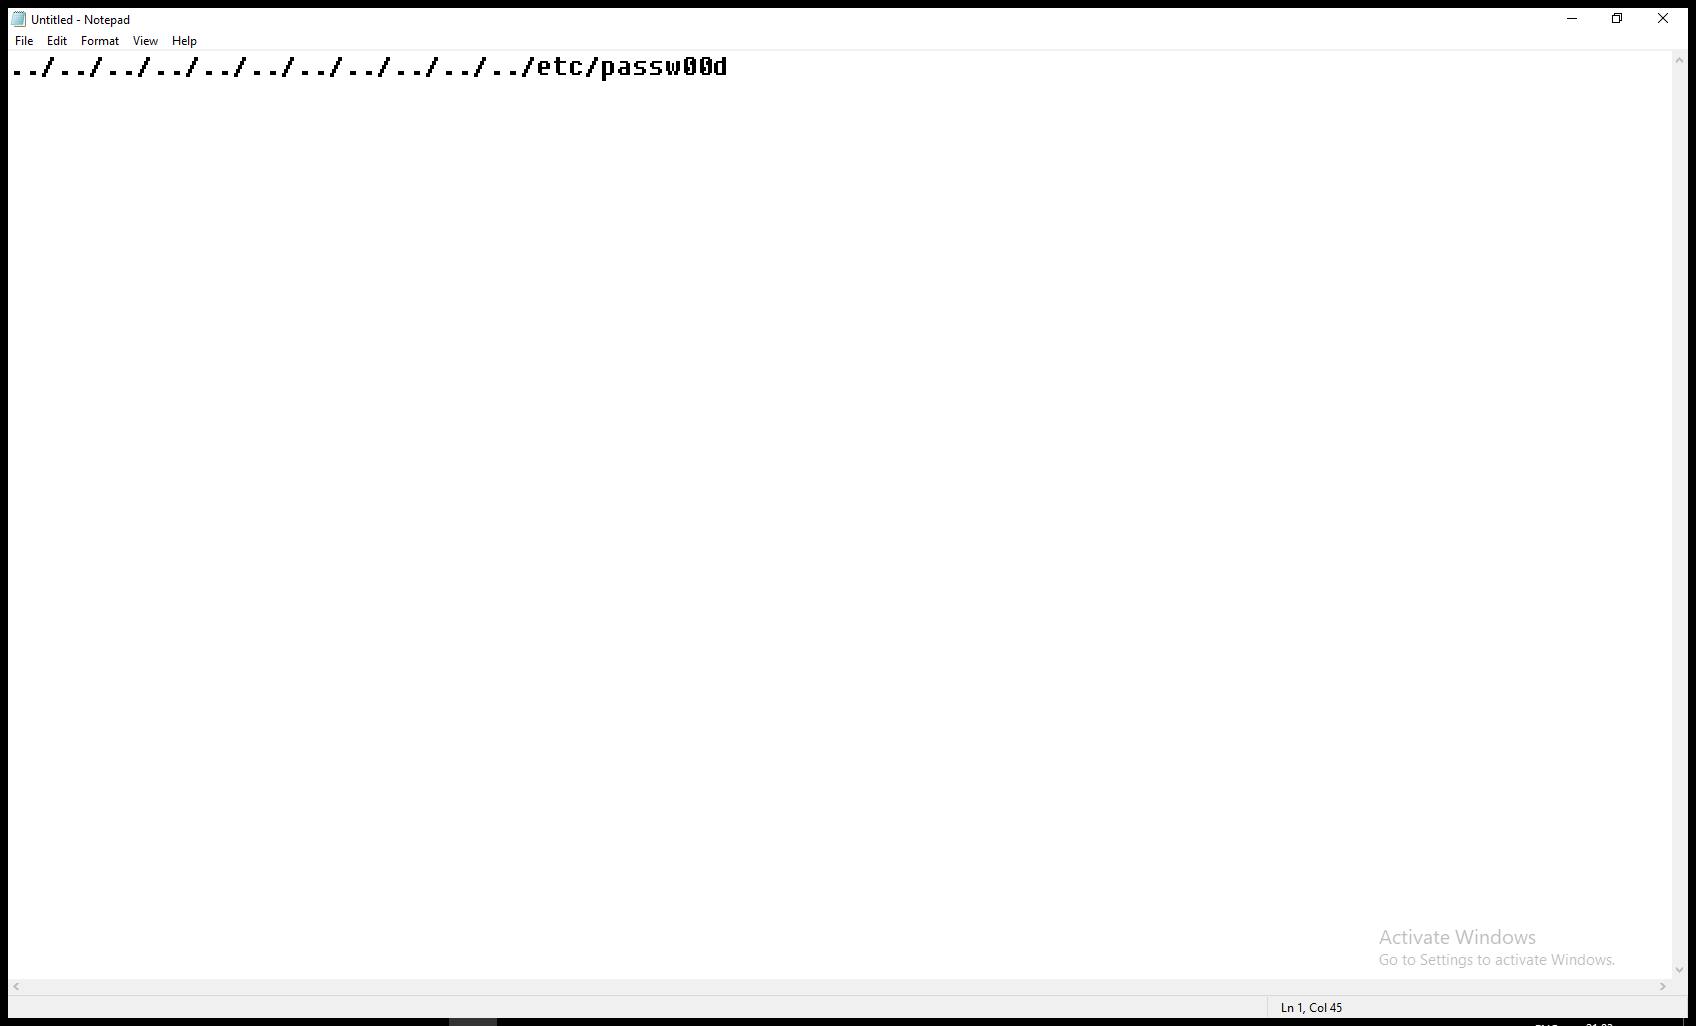 Untitled - Notepad
File Edit Format View Help
../../../../../../../../../../../etc/passw00d
Activate Windows
Go to Settings to activate Windows.
Ln 1, Col 45